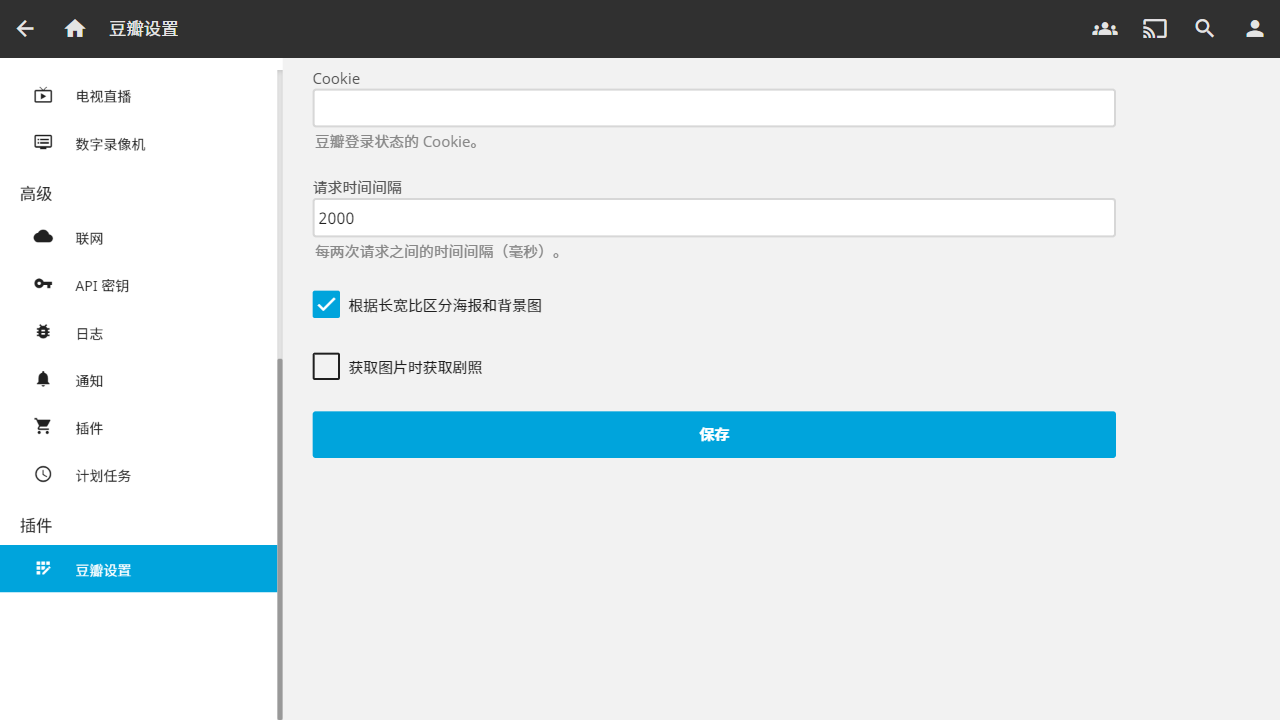 豆瓣设置
电视直播
数字录像机
高级
联网
API 密钥
日志
通知
插件
计划任务
插件
豆瓣设置
Cookie
豆瓣登录状态的 Cookie。
请求时间间隔
2000
每两次请求之间的时间间隔（毫秒）。
根据长宽比区分海报和背景图
获取图片时获取剧照
保存